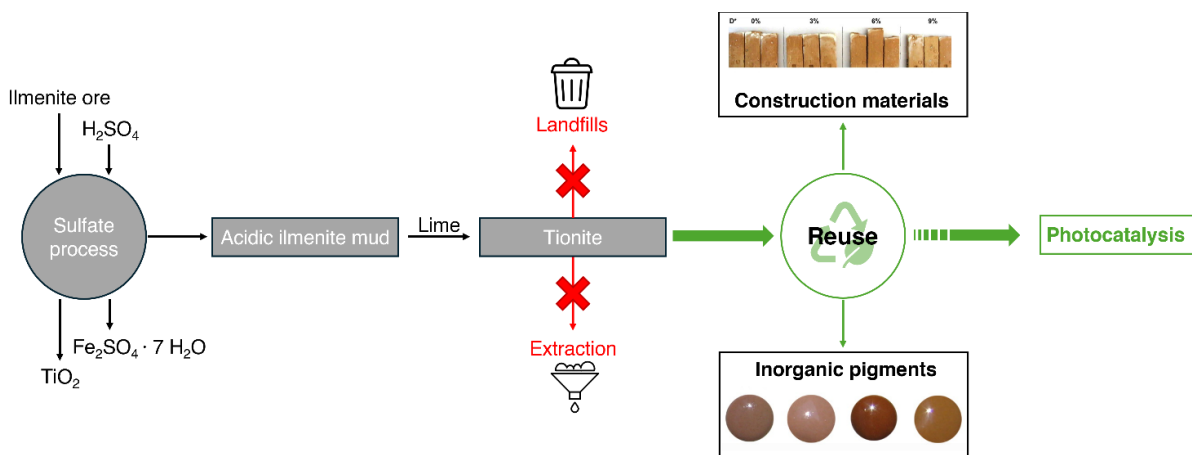 D* 0% 3% 6% 9%
Construction materials
Ilmenite ore
H₂SO₄
Landfills
Sulfate
process
Acidic ilmenite mud
Lime
Tionite
Reuse
Photocatalysis
Fe₂SO₄ · 7 H₂O
TiO₂
Extraction
Inorganic pigments